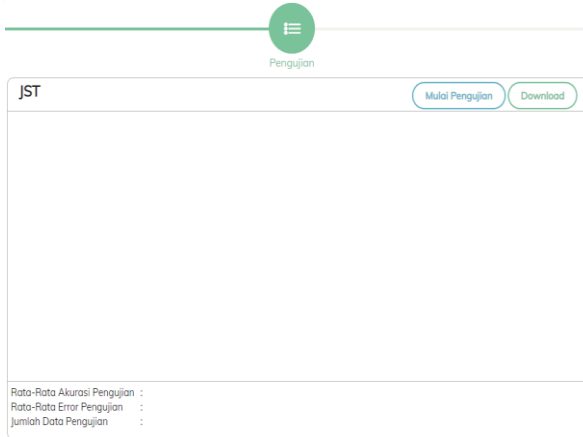 Pengujian
JST
Mulai Pengujian
Download
Rata-Rata Akurasi Pengujian :
Rata-Rata Error Pengujian :
Jumlah Data Pengujian :